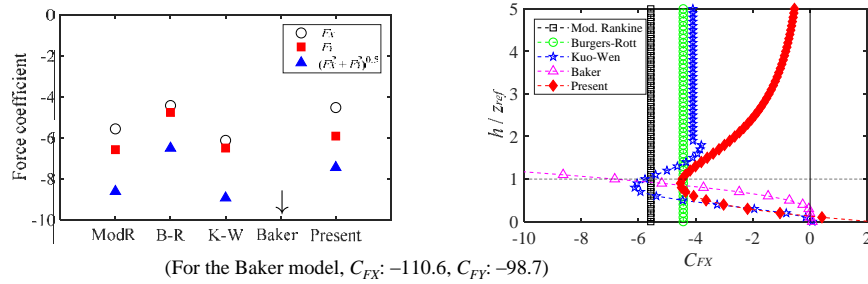 0
-2
-4
-6
-8
-10
Force coefficient
Fx
Fy
(Fx² + Fy²)^0.5
ModR B-R K-W Baker Present
h / zref
5
4
3
2
1
0
Mod. Rankine
Burgers-Rott
Kuo-Wen
Baker
Present
-10 -8 -6 -4 -2 0 2
CFX
(For the Baker model, CFX: –110.6, CFY: –98.7)